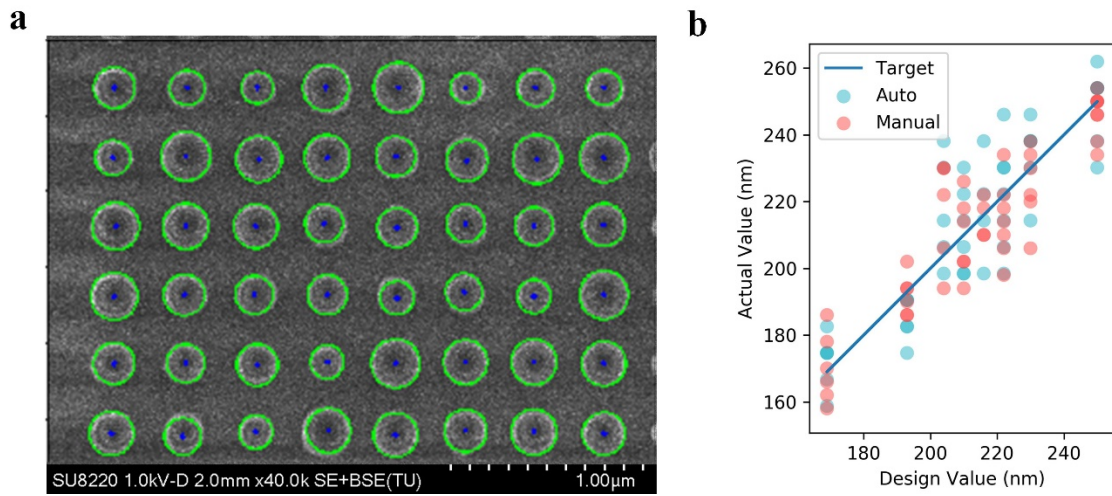 a
SU8220 1.0kV-D 2.0mm x40.0k SE+BSE(TU)
1.00μm
b
Target
Auto
Manual
Actual Value (nm)
260
240
220
200
180
160
180
200
220
240
Design Value (nm)